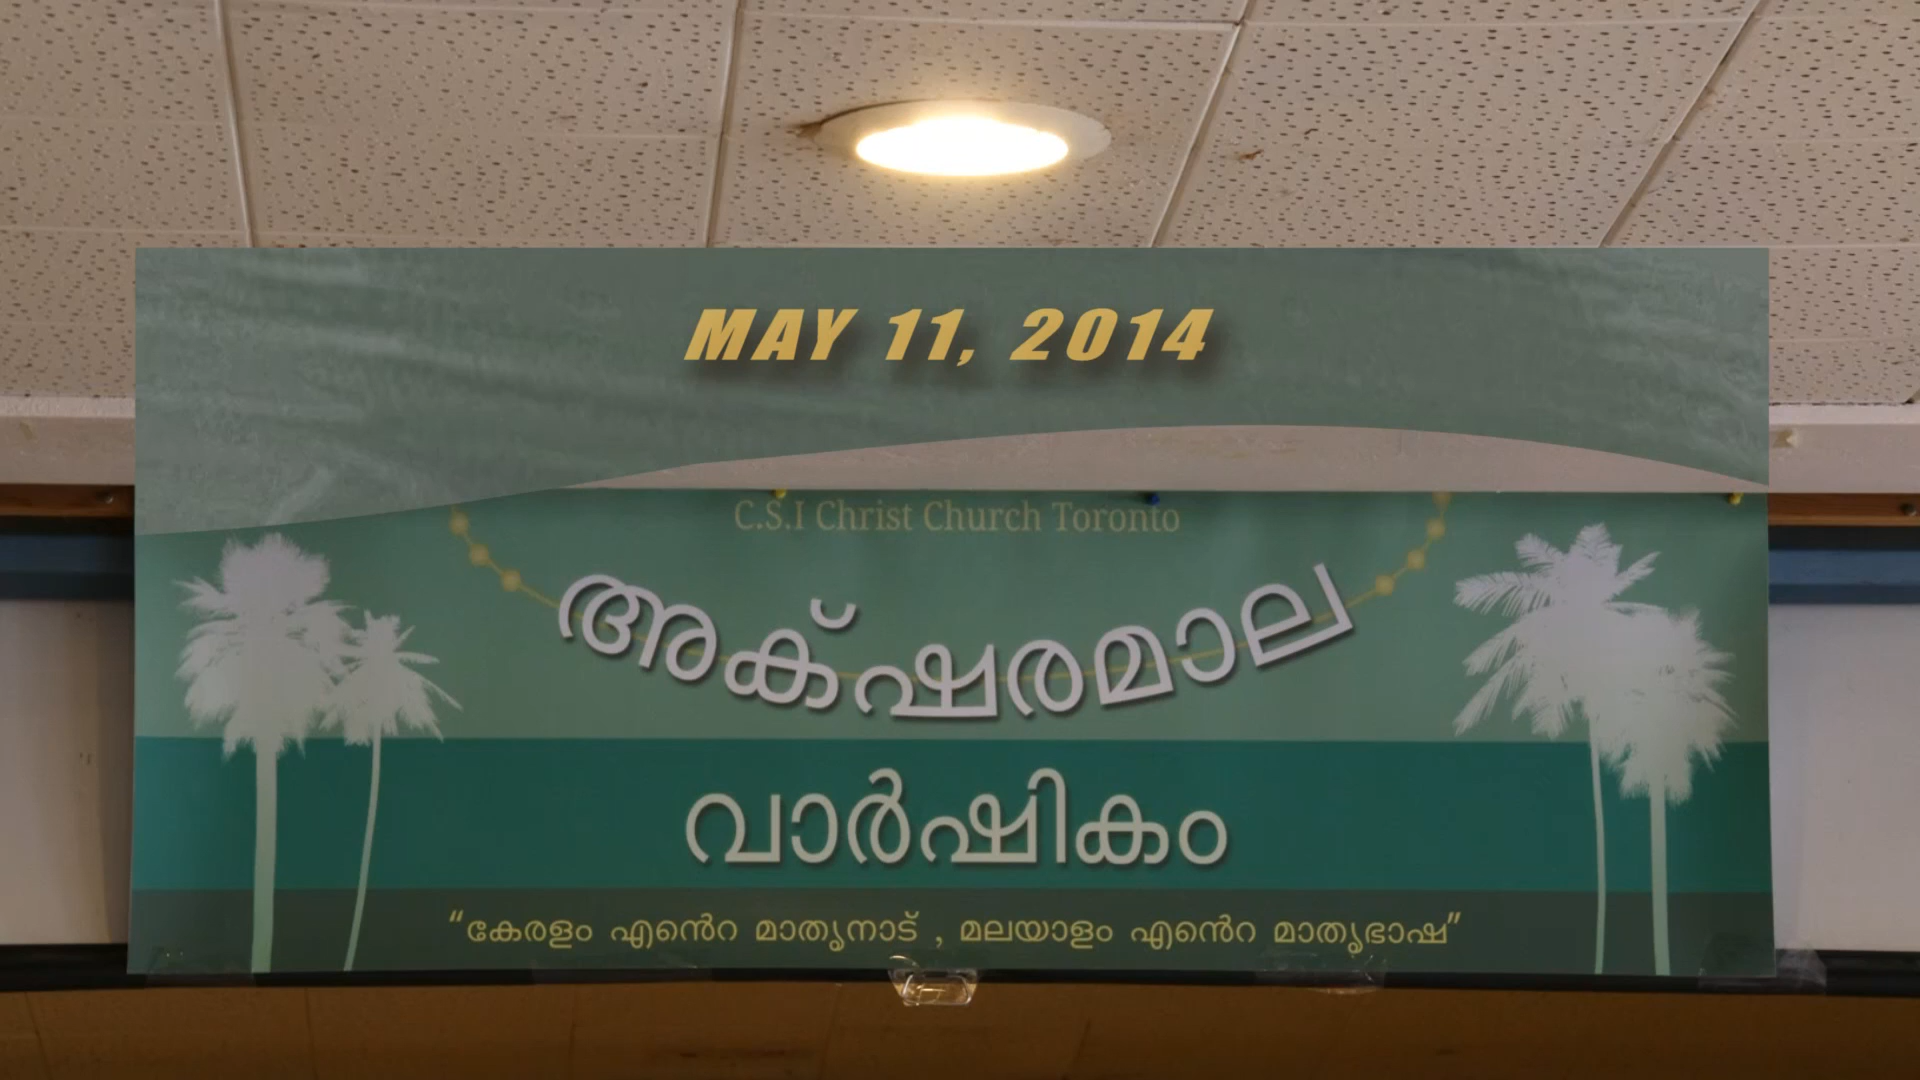 MAY 11, 2014
C.S.I Christ Church Toronto
അക്ഷരമാല
വാർഷികം
“കേരളം എൻെറ മാതൃനാട് , മലയാളം എൻെറ മാതൃഭാഷ”